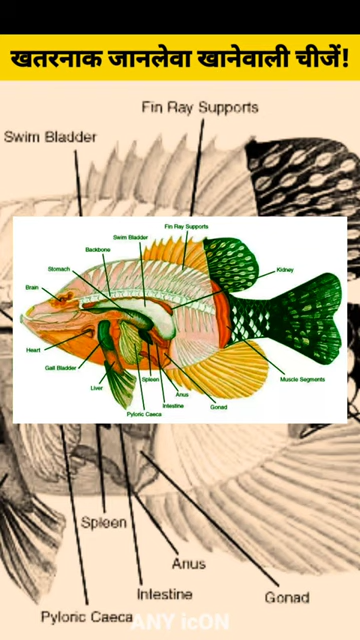 खतरनाक जानलेवा खानेवाली चीजें!
Fin Ray Supports
Swim Bladder
Fin Ray Supports
Swim Bladder
Backbone
Stomach
Kidney
Brain
Heart
Gall Bladder
Liver
Spleen
Anus
Intestine
Pyloric Caeca
Gonad
Muscle Segments
Spleen
Anus
Intestine
Gonad
Pyloric Caeca
ANY icON